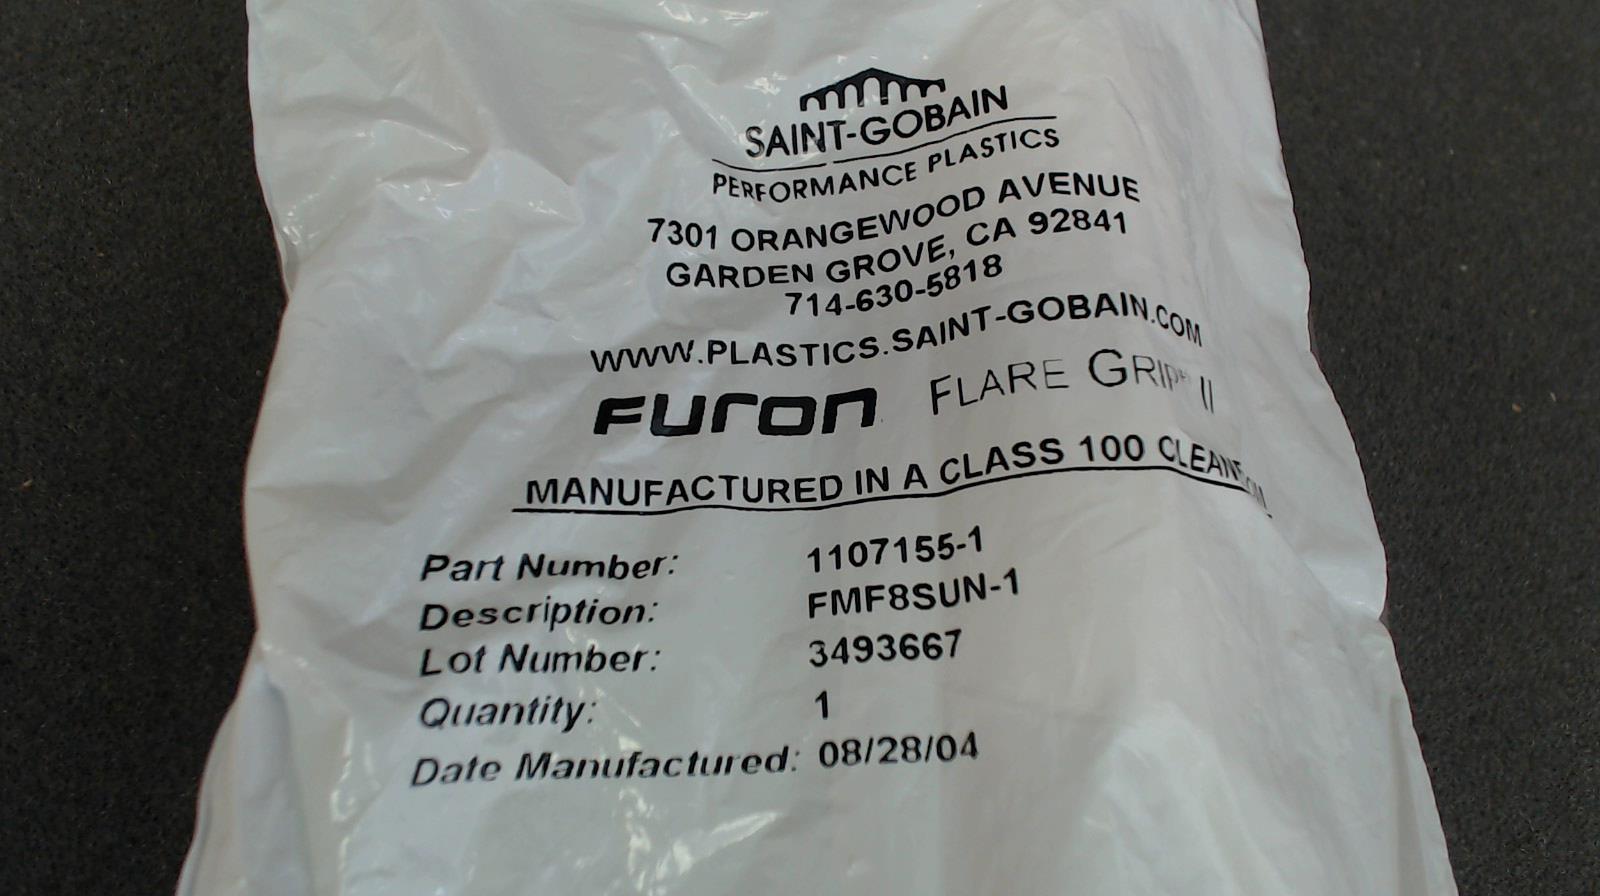 SAINT-GOBAIN
PERFORMANCE PLASTICS
7301 ORANGEWOOD AVENUE
GARDEN GROVE, CA 92841
714-630-5818
WWW.PLASTICS.SAINT-GOBAIN.COM
FURON FLARE GRIP® II
MANUFACTURED IN A CLASS 100
Part Number: 1107155-1
Description: FMF8SUN-1
Lot Number: 3493667
Quantity: 1
Date Manufactured: 08/28/04